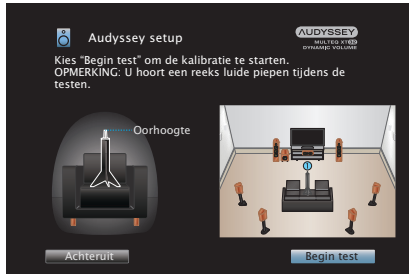 Audyssey setup
AUDYSSEY
MULTEQ XT32
DYNAMIC VOLUME
Kies “Begin test” om de kalibratie te starten.
OPMERKING: U hoort een reeks luide piepen tijdens de
testen.
Oorhoogte
Achteruit
Begin test